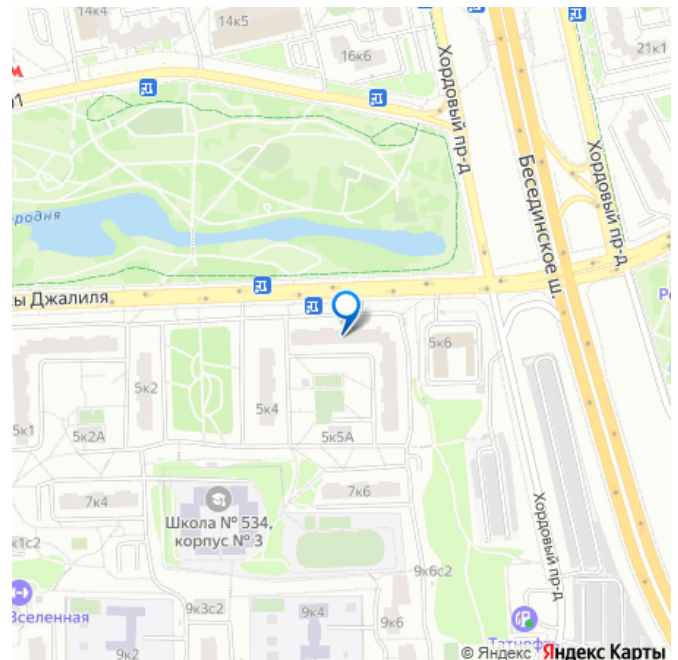 14к4
14к5
16к6
21к1
Хордовый пр-д
Хордовый пр-д
Бесединское ш.
ы Джалиля
5к6
5к2
5к4
5к1
5к2А
5к5А
7к4
7к6
Школа № 534,
корпус № 3
к1с2
9к6с2
Хордовый пр-д
Вселенная
9к3с2
9к4
9к6
9к2
© Яндекс Яндекс Карты